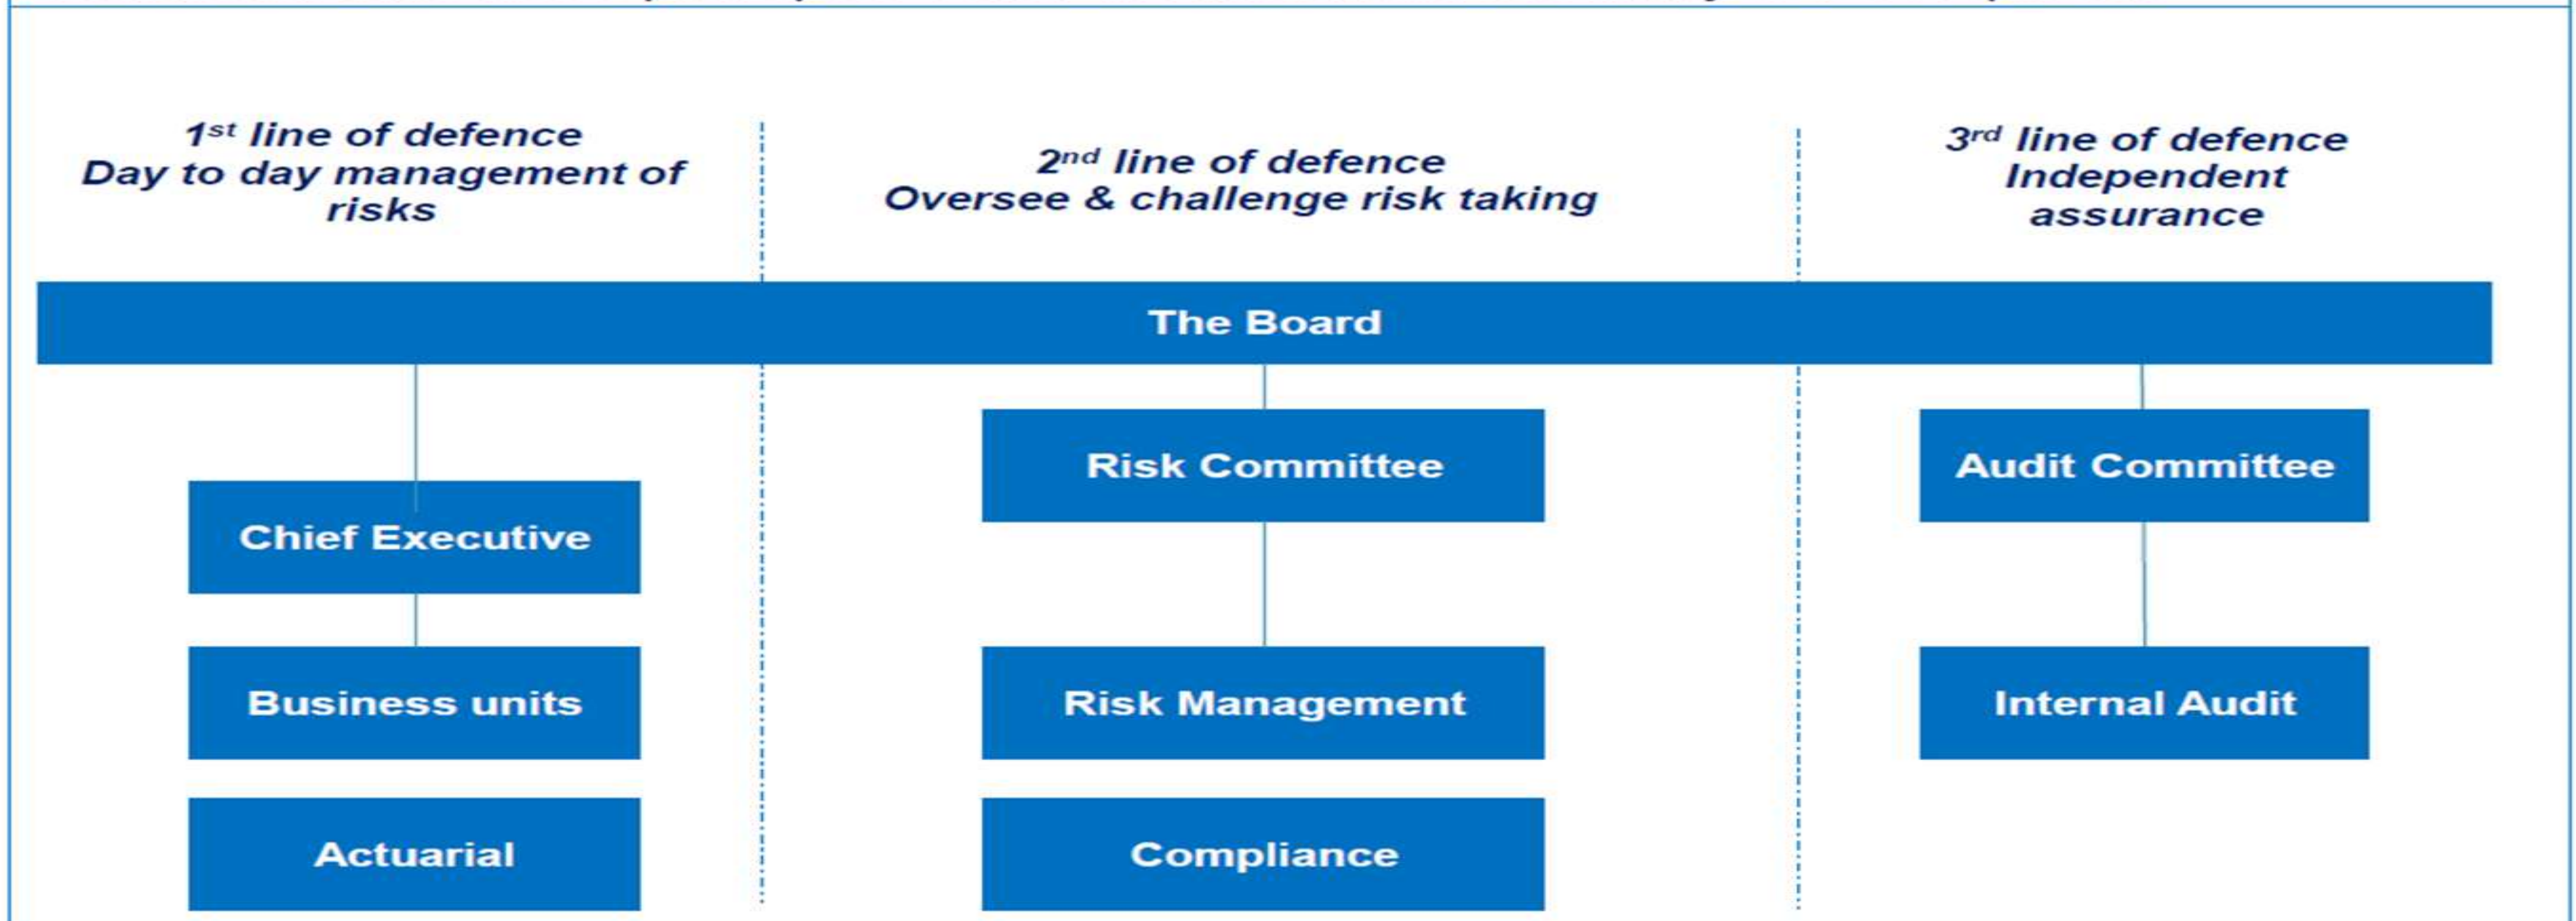 1st line of defence
Day to day management of
risks
2nd line of defence
Oversee & challenge risk taking
3rd line of defence
Independent
assurance
The Board
Risk Committee
Audit Committee
Chief Executive
Business units
Risk Management
Internal Audit
Actuarial
Compliance